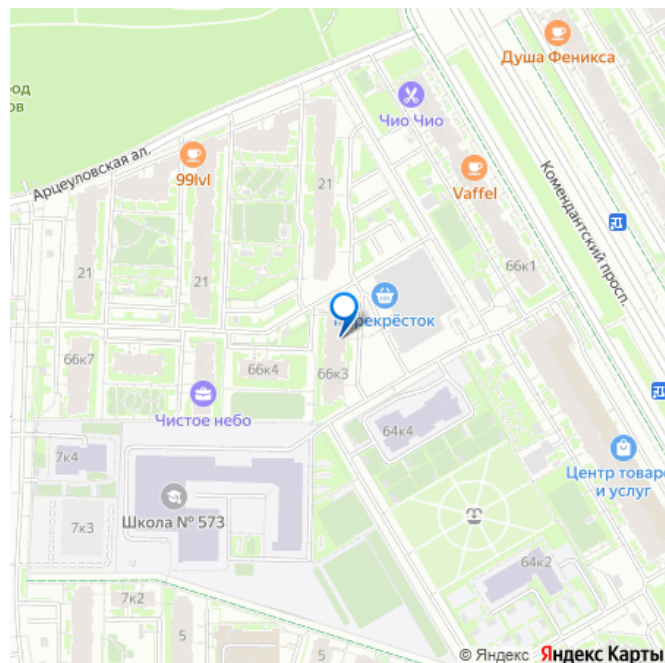 Душа Феникса
од
ов
Чио Чио
Арцеуловская ал.
99lvl
21
Vaffel
Комендантский просп.
21
21
66к1
Перекрёсток
66к7
66к4
66к3
Чистое небо
64к4
7к4
Центр товаро
и услуг
Школа № 573
7к3
64к2
7к2
5
5
© Яндекс Яндекс Карты